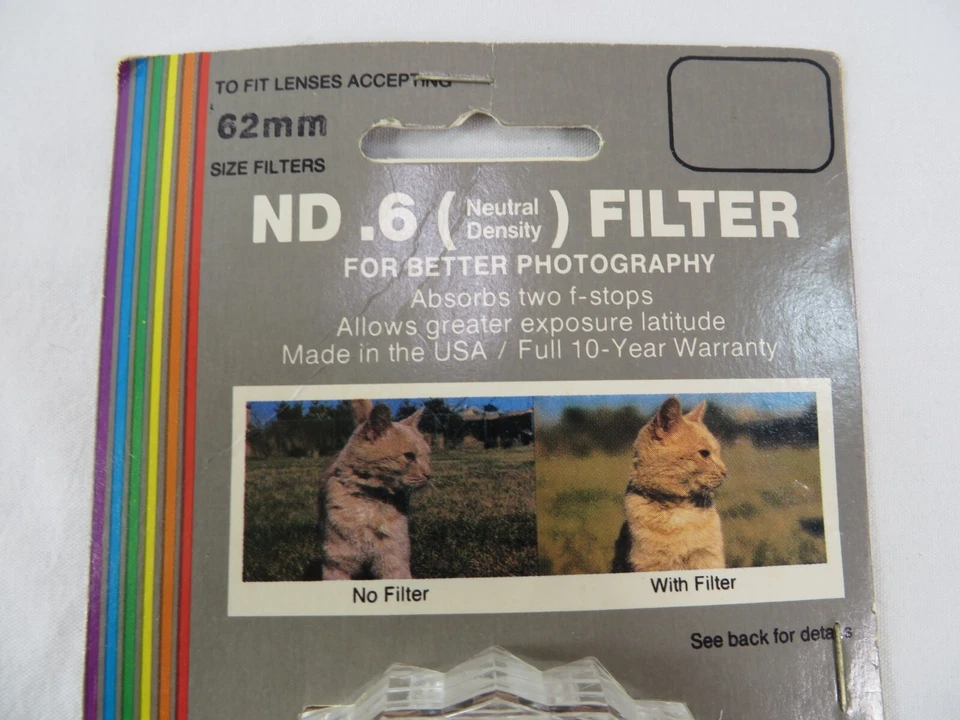 TO FIT LENSES ACCEPTING
62mm
SIZE FILTERS
ND .6 ( Neutral Density ) FILTER
FOR BETTER PHOTOGRAPHY
Absorbs two f-stops
Allows greater exposure latitude
Made in the USA / Full 10-Year Warranty
No Filter
With Filter
See back for details